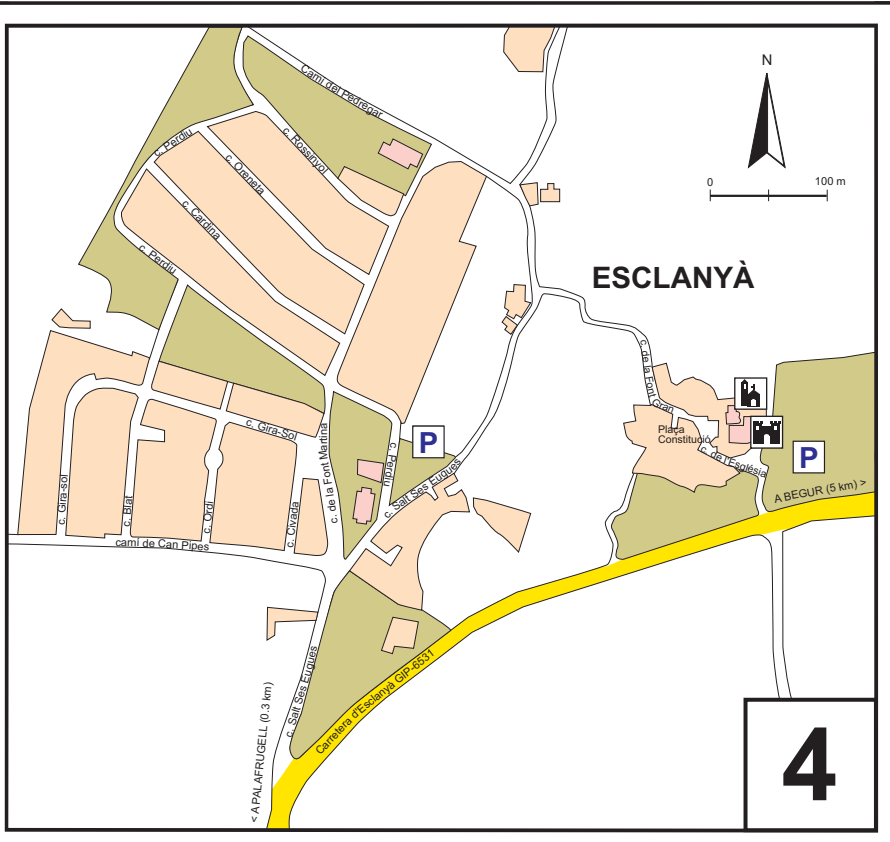 Camí del Pedregar
N
0 100 m
c. Perdiu
c. Rossinyol
c. Oreneta
c. Cardina
c. Perdiu
ESCLANYÀ
c. de la Font Gran
Plaça
Constitució
c. de l'Església
P
A BEGUR (5 km) >
c. Gira-Sol
c. de la Font Martina
c. Perdiu
P
c. Salt Ses Eugues
c. Gira-sol
c. Blat
c. Ordi
c. Civada
camí de Can Pipes
c. Salt Ses Eugues
Carretera d'Esclanyà GIP-6531
< A PALAFRUGELL (0.3 km)
4